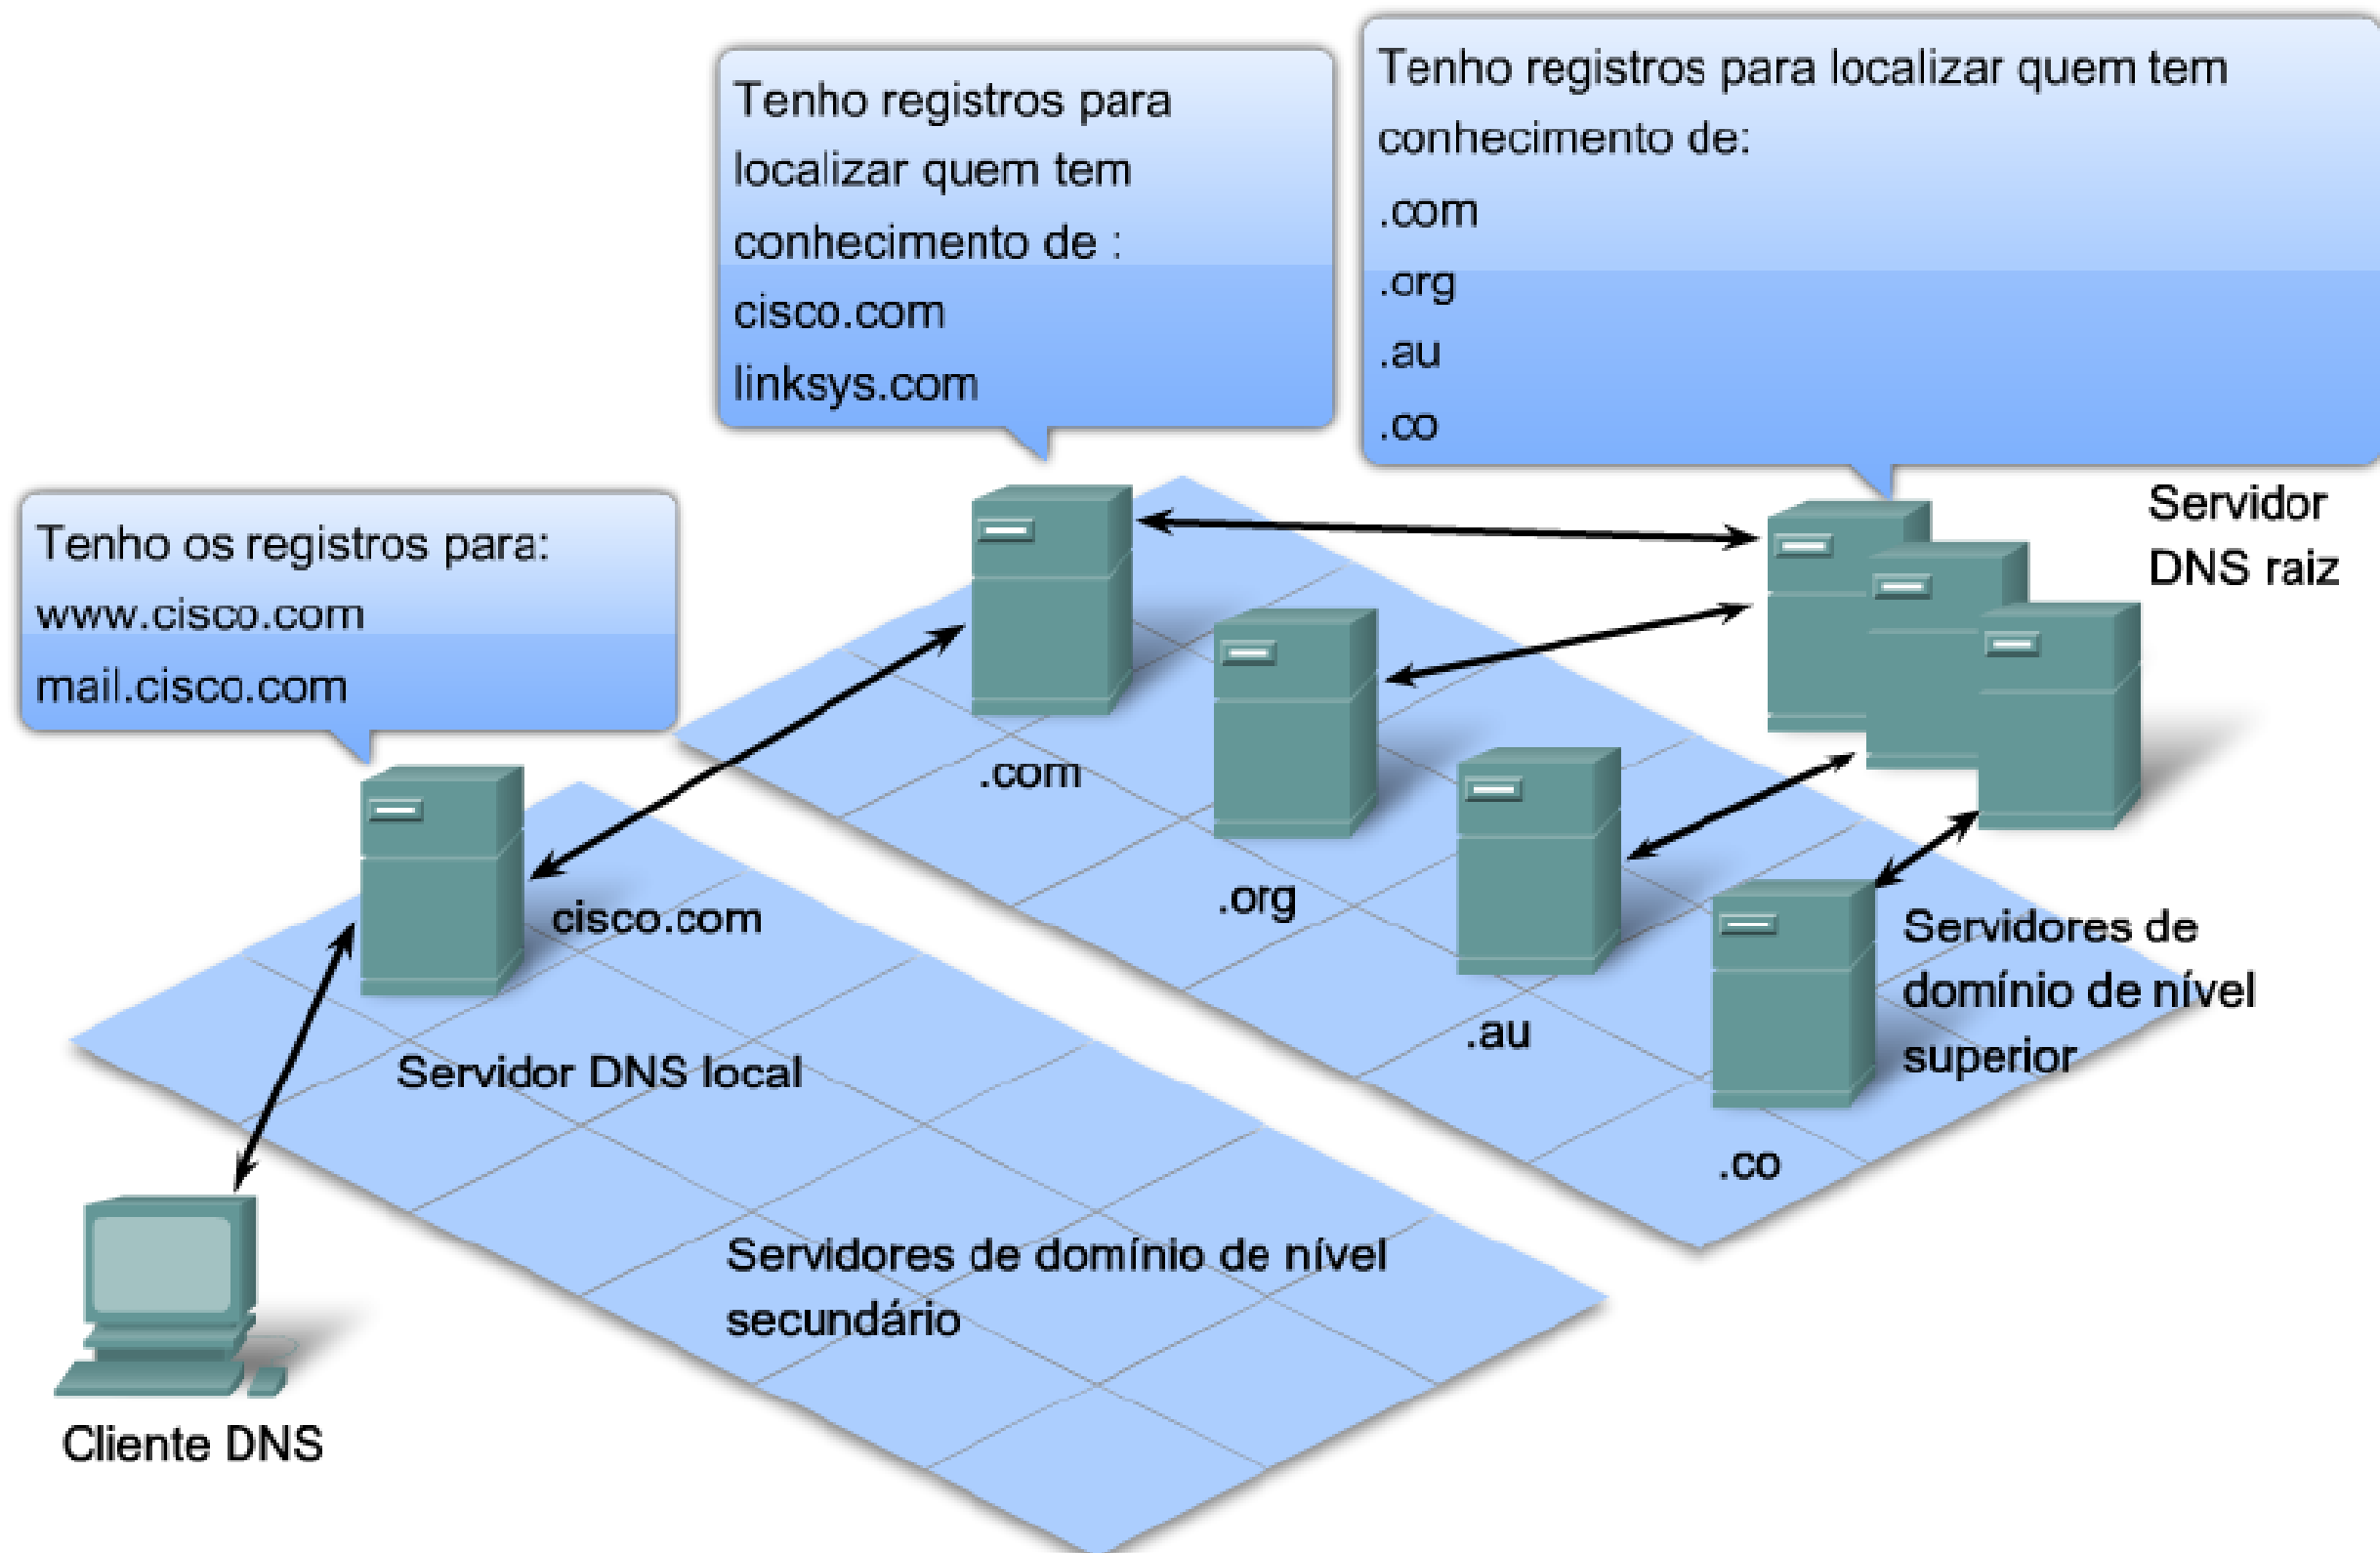 Tenho registros para localizar quem tem
conhecimento de:
.com
.org
.au
.co
Tenho registros para
localizar quem tem
conhecimento de :
cisco.com
linksys.com
Tenho os registros para:
www.cisco.com
mail.cisco.com
Servidor
DNS raiz
.com
.org
.au
.co
Servidores de
domínio de nível
superior
cisco.com
Servidor DNS local
Servidores de domínio de nível
secundário
Cliente DNS